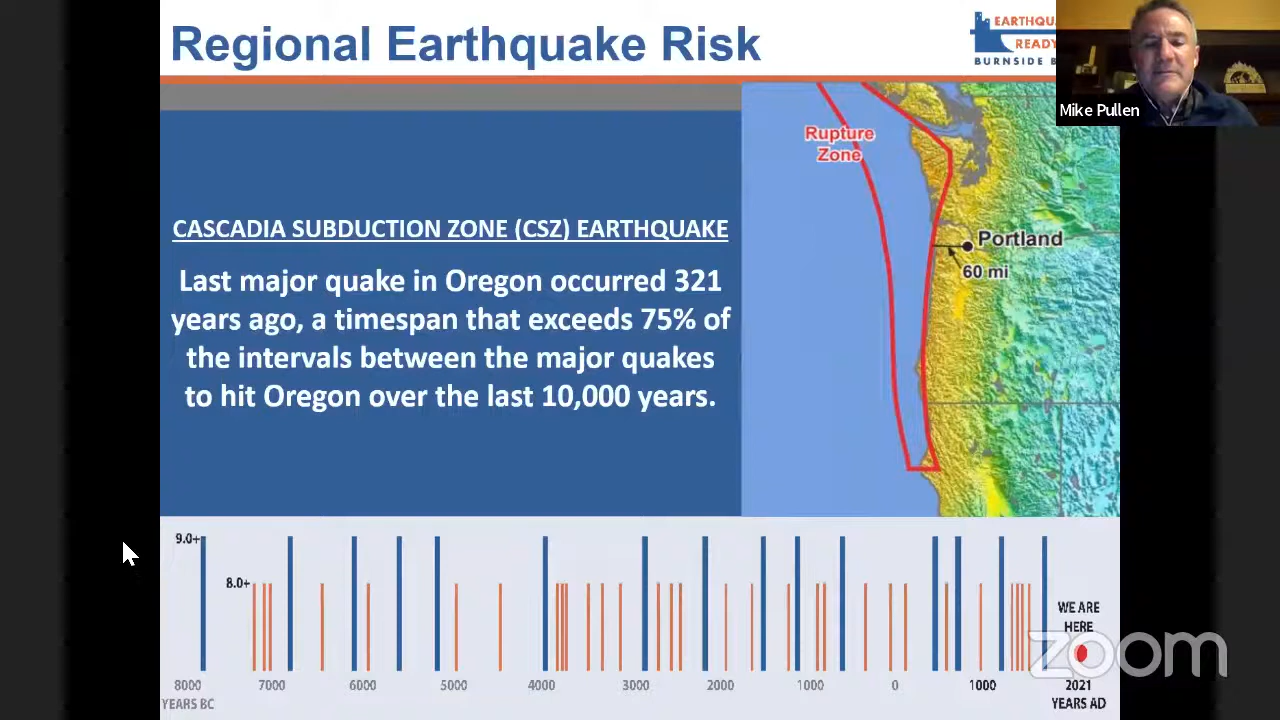 Regional Earthquake Risk
EARTHQUA
READY
BURNSIDE B
Mike Pullen
Rupture
Zone
CASCADIA SUBDUCTION ZONE (CSZ) EARTHQUAKE
Last major quake in Oregon occurred 321
years ago, a timespan that exceeds 75% of
the intervals between the major quakes
to hit Oregon over the last 10,000 years.
Portland
60 mi
9.0+
8.0+
WE ARE
HERE
zoom
8000 7000 6000 5000 4000 3000 2000 1000 0 1000 2021
YEARS BC YEARS AD